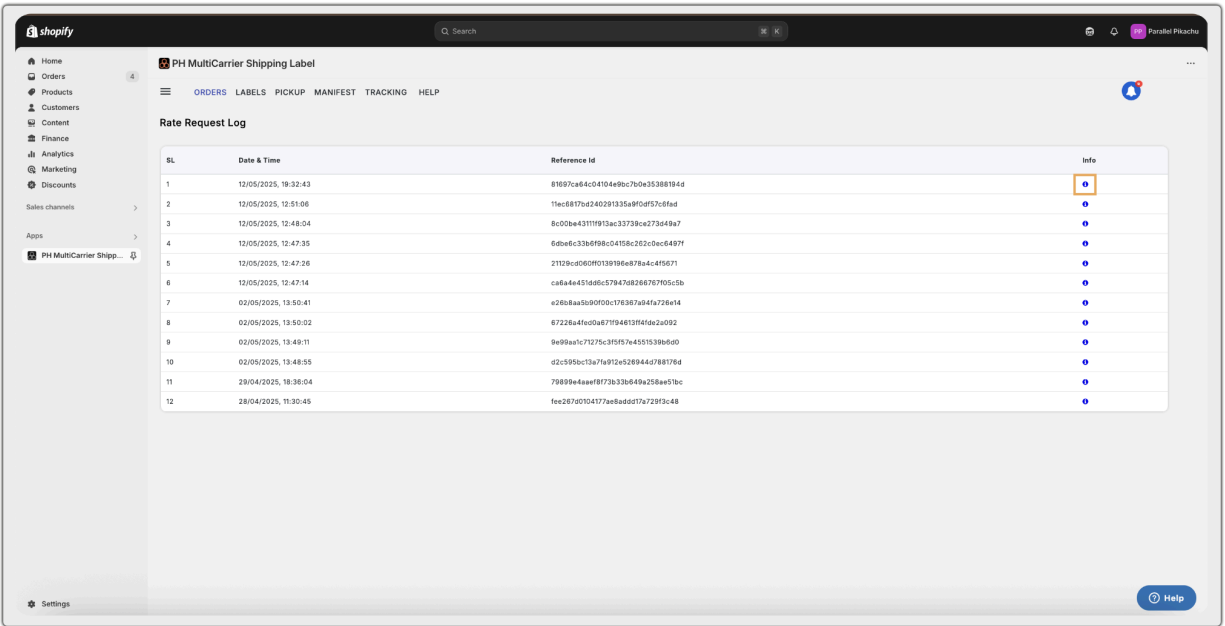 shopify
Search
⌘ K
PP Parallel Pikachu
Home
Orders 4
Products
Customers
Content
Finance
Analytics
Marketing
Discounts
Sales channels
Apps
PH MultiCarrier Shipp...
Settings
PH MultiCarrier Shipping Label
ORDERS LABELS PICKUP MANIFEST TRACKING HELP
Rate Request Log
SL Date & Time Reference Id Info
1 12/05/2025, 19:32:43 81697ca64c04104e9bc7b0e35388194d
2 12/05/2025, 12:51:06 11ec6817bd240291335a9f0df57c6fad
3 12/05/2025, 12:48:04 8c00be43111f913ac33739ce273d49a7
4 12/05/2025, 12:47:35 6dbe6c33b6f98c04158c262c0ec6497f
5 12/05/2025, 12:47:26 21129cd060ff0139196e878a4c4f5671
6 12/05/2025, 12:47:14 ca6a4e451dd6c57947d8266767f05c5b
7 02/05/2025, 13:50:41 e26b8aa5b90f00c176367a94fa726e14
8 02/05/2025, 13:50:02 67226a4fed0a671f94613ff4fde2a092
9 02/05/2025, 13:49:11 9e99aa1c71275c3f5f57e4551539b6d0
10 02/05/2025, 13:48:55 d2c595bc13a7fa912e526944d788176d
11 29/04/2025, 18:36:04 79899e4aaef8f73b33b649a258ae51bc
12 28/04/2025, 11:30:45 fee267d0104177ae8addd17a729f3c48
Help